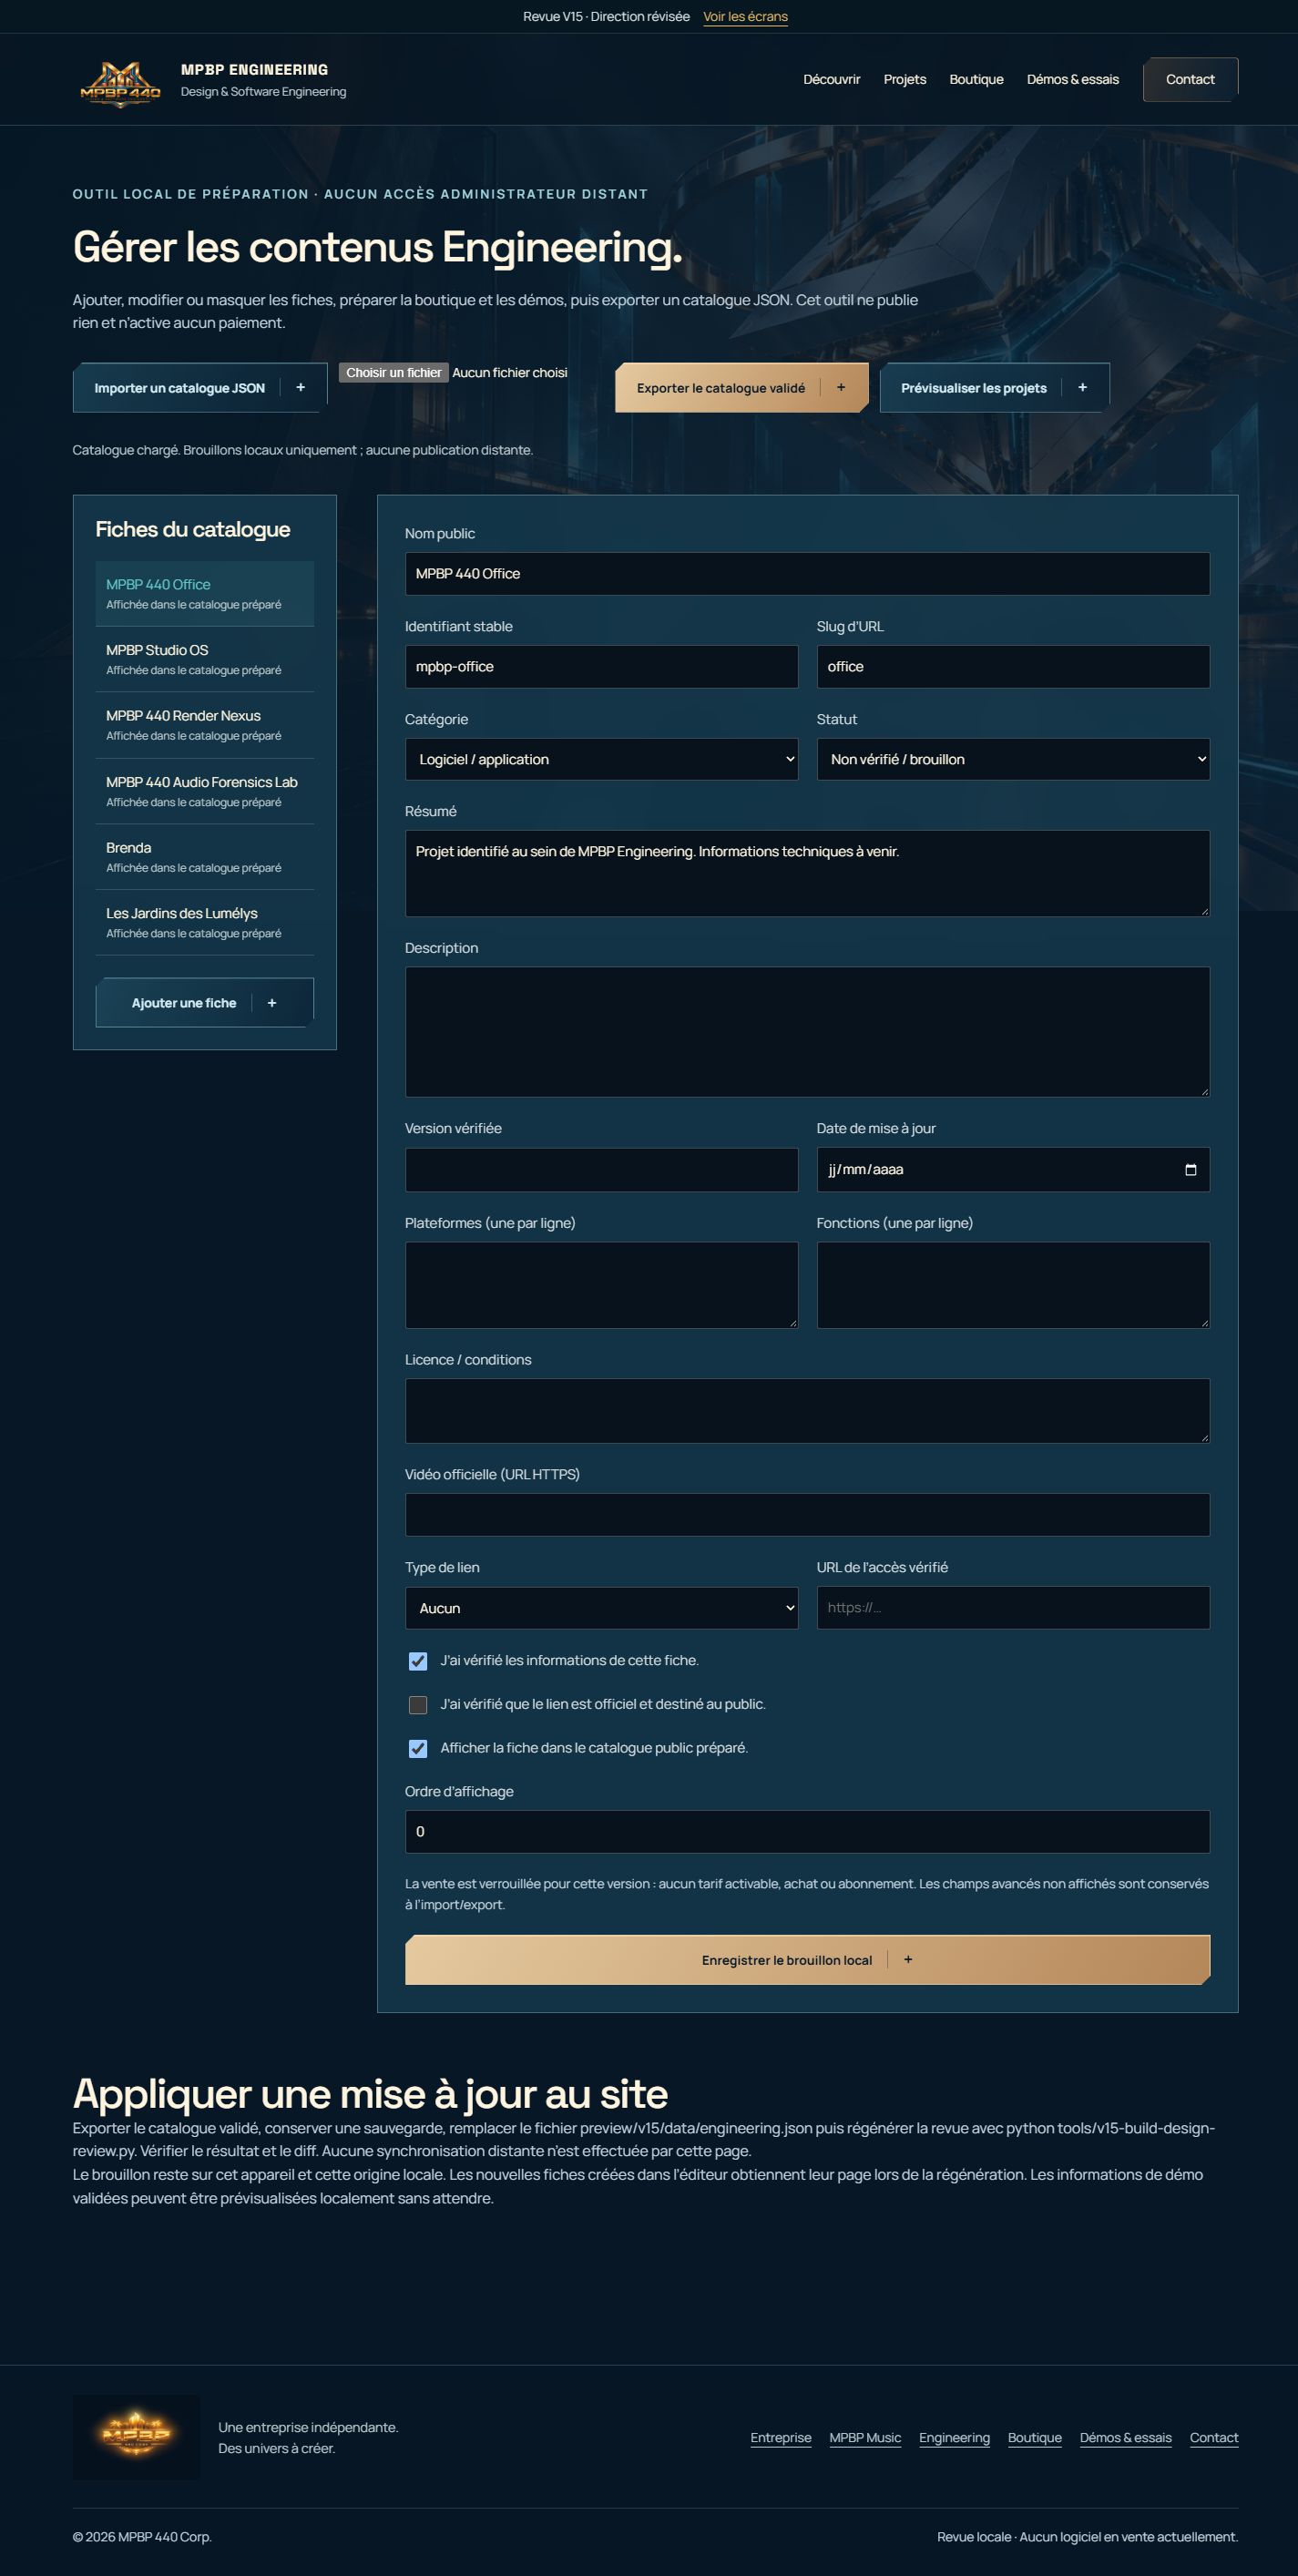 Revue V15 · Direction révisée Voir les écrans
MPBP 440
MPBP ENGINEERING
Design & Software Engineering
Découvrir Projets Boutique Démos & essais Contact
OUTIL LOCAL DE PRÉPARATION · AUCUN ACCÈS ADMINISTRATEUR DISTANT
Gérer les contenus Engineering.
Ajouter, modifier ou masquer les fiches, préparer la boutique et les démos, puis exporter un catalogue JSON. Cet outil ne publie
rien et n'active aucun paiement.
Importer un catalogue JSON + Choisir un fichier Aucun fichier choisi Exporter le catalogue validé + Prévisualiser les projets +
Catalogue chargé. Brouillons locaux uniquement ; aucune publication distante.
Fiches du catalogue
MPBP 440 Office
Affichée dans le catalogue préparé
MPBP Studio OS
Affichée dans le catalogue préparé
MPBP 440 Render Nexus
Affichée dans le catalogue préparé
MPBP 440 Audio Forensics Lab
Affichée dans le catalogue préparé
Brenda
Affichée dans le catalogue préparé
Les Jardins des Lumélys
Affichée dans le catalogue préparé
Ajouter une fiche +
Nom public
MPBP 440 Office
Identifiant stable Slug d'URL
mpbp-office office
Catégorie Statut
Logiciel / application Non vérifié / brouillon
Résumé
Projet identifié au sein de MPBP Engineering. Informations techniques à venir.
Description
Version vérifiée Date de mise à jour
jj/mm/aaaa
Plateformes (une par ligne) Fonctions (une par ligne)
Licence / conditions
Vidéo officielle (URL HTTPS)
Type de lien URL de l'accès vérifié
Aucun https://…
J'ai vérifié les informations de cette fiche.
J'ai vérifié que le lien est officiel et destiné au public.
Afficher la fiche dans le catalogue public préparé.
Ordre d'affichage
0
La vente est verrouillée pour cette version : aucun tarif activable, achat ou abonnement. Les champs avancés non affichés sont conservés
à l'import/export.
Enregistrer le brouillon local +
Appliquer une mise à jour au site
Exporter le catalogue validé, conserver une sauvegarde, remplacer le fichier preview/v15/data/engineering.json puis régénérer la revue avec python tools/v15-build-design-
review.py. Vérifier le résultat et le diff. Aucune synchronisation distante n'est effectuée par cette page.
Le brouillon reste sur cet appareil et cette origine locale. Les nouvelles fiches créées dans l'éditeur obtiennent leur page lors de la régénération. Les informations de démo
validées peuvent être prévisualisées localement sans attendre.
MPBP
Une entreprise indépendante.
Des univers à créer.
Entreprise MPBP Music Engineering Boutique Démos & essais Contact
© 2026 MPBP 440 Corp.
Revue locale · Aucun logiciel en vente actuellement.